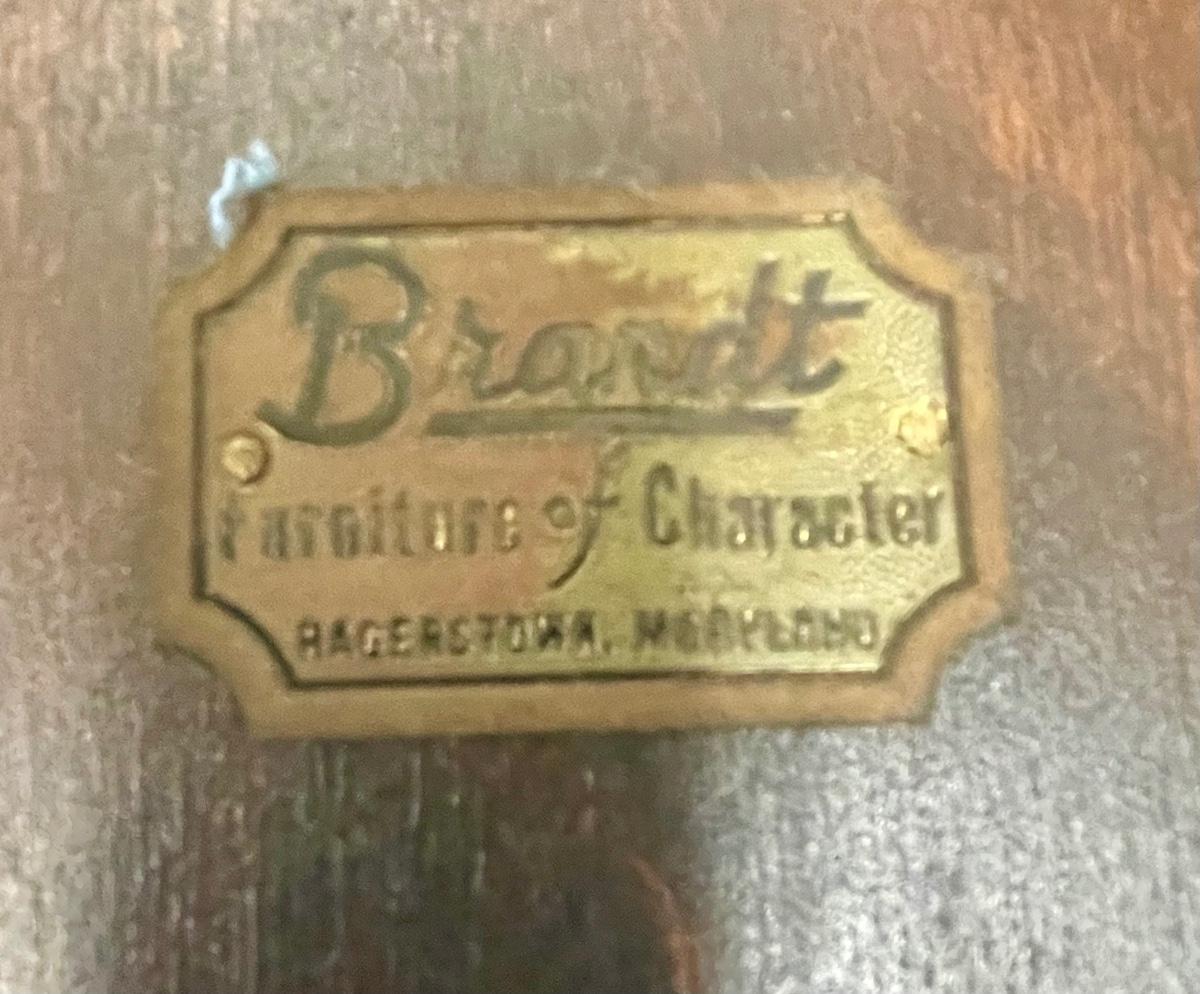 Brandt
Furniture of Character
HAGERSTOWN, MARYLAND